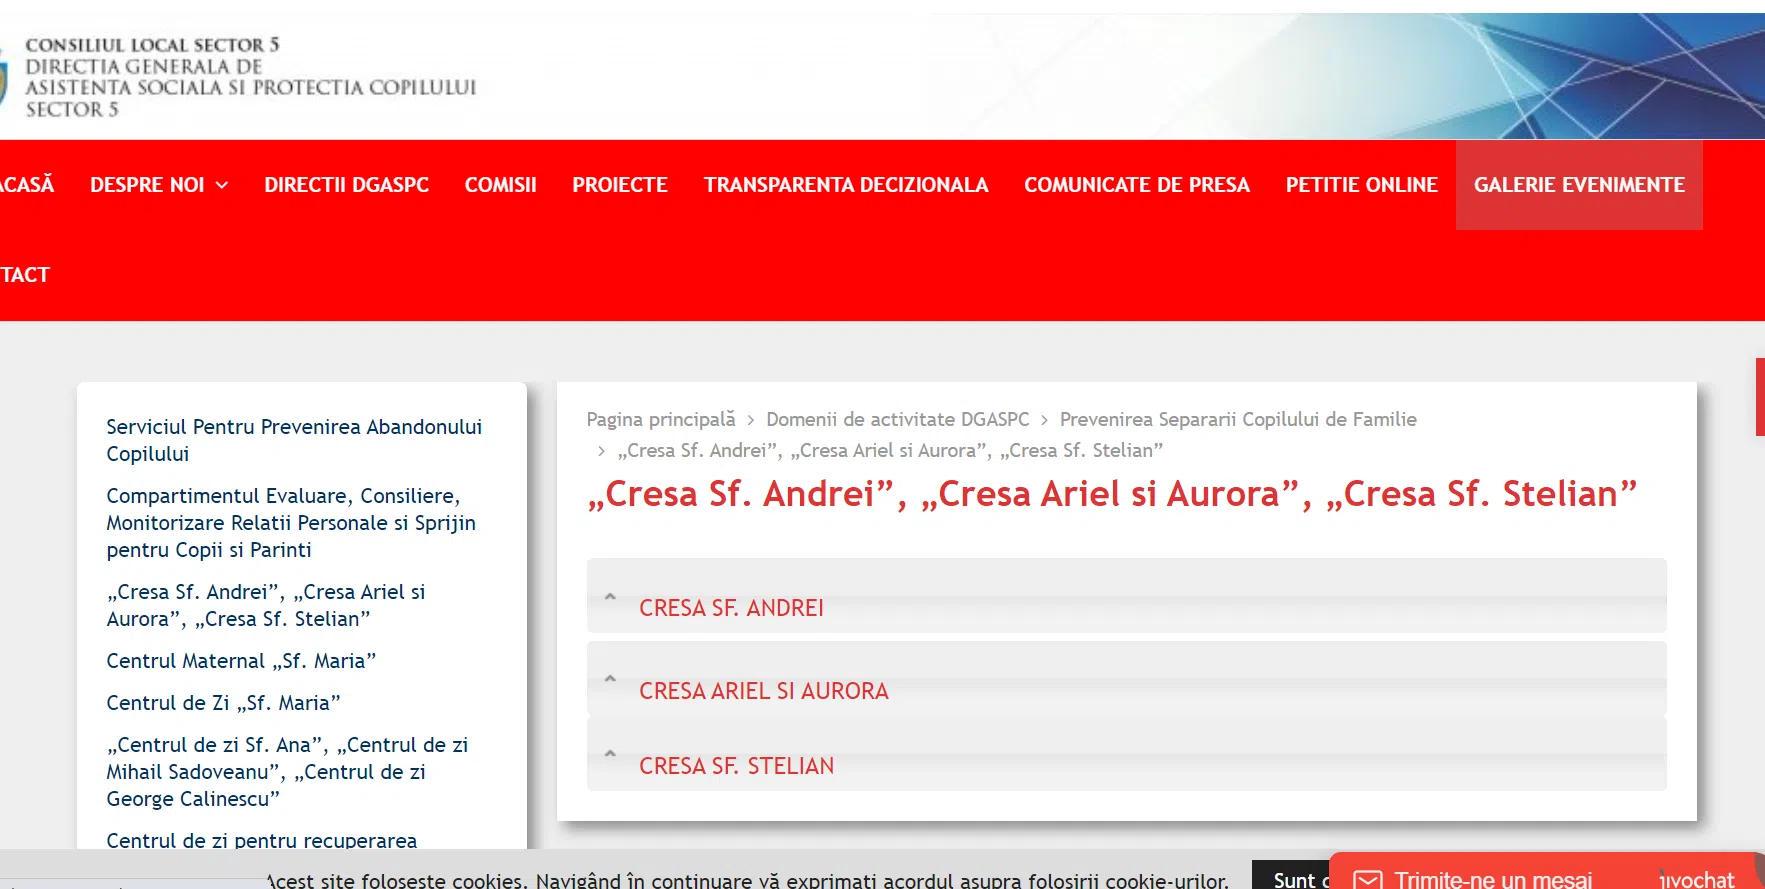 CONSILIUL LOCAL SECTOR 5
DIRECTIA GENERALA DE
ASISTENTA SOCIALA SI PROTECTIA COPILULUI
SECTOR 5
ACASĂ DESPRE NOI DIRECTII DGASPC COMISII PROIECTE TRANSPARENTA DECIZIONALA COMUNICATE DE PRESA PETITIE ONLINE GALERIE EVENIMENTE
TACT
Serviciul Pentru Prevenirea Abandonului
Copilului
Compartimentul Evaluare, Consiliere,
Monitorizare Relatii Personale si Sprijin
pentru Copii si Parinti
„Cresa Sf. Andrei”, „Cresa Ariel si
Aurora”, „Cresa Sf. Stelian”
Centrul Maternal „Sf. Maria”
Centrul de Zi „Sf. Maria”
„Centrul de zi Sf. Ana”, „Centrul de zi
Mihail Sadoveanu”, „Centrul de zi
George Calinescu”
Centrul de zi pentru recuperarea
Pagina principală > Domenii de activitate DGASPC > Prevenirea Separarii Copilului de Familie
> „Cresa Sf. Andrei”, „Cresa Ariel si Aurora”, „Cresa Sf. Stelian”
„Cresa Sf. Andrei”, „Cresa Ariel si Aurora”, „Cresa Sf. Stelian”
CRESA SF. ANDREI
CRESA ARIEL SI AURORA
CRESA SF. STELIAN
Acest site folosește cookies. Navigând în continuare vă exprimați acordul asupra folosirii cookie-urilor. Sunt
Trimite-ne un mesaj jivochat